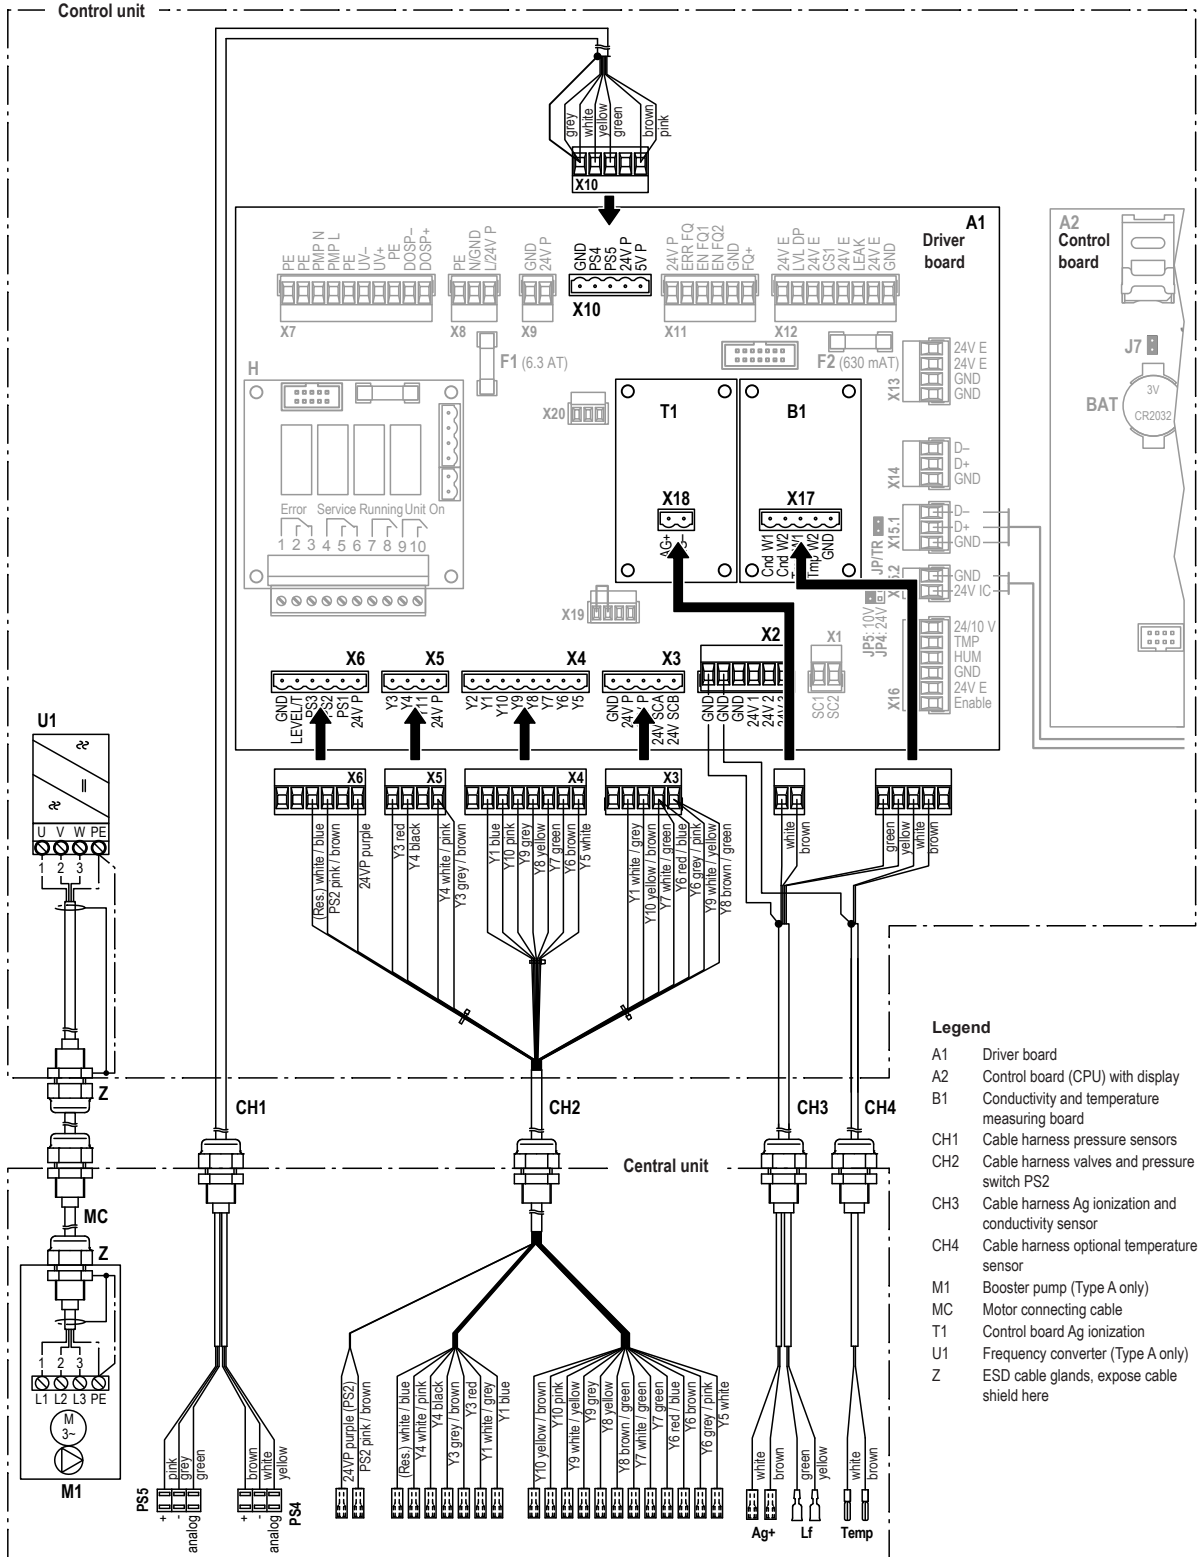 Control unit
grey
white
yellow
green
brown
pink
X10
A1
Driver board
A2
Control board
PE
PE
PMP N
PMP L
PE
UV–
UV+
PE
DOSP–
DOSP+
X7
PE
N/GND
L/24V P
X8
GND
24V P
X9
GND
PS4
PS5
24V P
5V P
X10
24V P
ERR FQ
EN FQ1
EN FQ2
GND
FQ+
X11
24V E
LVL DP
24V E
CS1
24V E
LEAK
24V E
GND
X12
F1 (6.3 AT)
F2 (630 mAT)
J7
BAT
3V
CR2032
H
Error Service Running Unit On
1 2 3 4 5 6 7 8 9 10
X20
T1
X18
AG+
B1
X17
Cnd W1
Cnd W2
Tmp W2
GND
X13
24V E
24V E
GND
GND
X14
D–
D+
GND
X15.1
D–
D+
GND
JP/TR
GND
24V IC
JP5: 10V
JP4: 24V
X16
24/10 V
TMP
HUM
GND
24V E
Enable
X19
X6
GND
LEVEL/T
PS3
PS2
PS1
24V P
X5
Y3
Y4
24V P
X4
Y2
Y1
Y10
Y9
Y8
Y7
Y6
Y5
X3
GND
24V P
24V SCA
24V SCB
X2
GND
GND
GND
24V 1
24V 2
X1
SC1
SC2
U1
U V W PE
1 2 3
X6
(Res.) white / blue
PS2 pink / brown
24VP purple
X5
Y3 red
Y4 black
Y4 white / pink
Y3 grey / brown
X4
Y1 blue
Y10 pink
Y9 grey
Y8 yellow
Y7 green
Y6 brown
Y5 white
X3
Y1 white / grey
Y10 yellow / brown
Y7 white / green
Y6 red / blue
Y6 grey / pink
Y9 white / yellow
Y8 brown / green
white
brown
green
yellow
white
brown
Z
CH1
CH2
CH3
CH4
Central unit
MC
Z
1 2 3
L1 L2 L3 PE
M
3~
M1
pink
grey
green
PS5
+
-
analog
brown
white
yellow
+
-
analog
PS4
24VP purple (PS2)
PS2 pink / brown
(Res.) white / blue
Y4 white / pink
Y4 black
Y3 grey / brown
Y3 red
Y1 white / grey
Y1 blue
Y10 yellow / brown
Y10 pink
Y9 white / yellow
Y9 grey
Y8 yellow
Y8 brown / green
Y7 white / green
Y7 green
Y6 red / blue
Y6 brown
Y6 grey / pink
Y5 white
white
brown
green
yellow
white
brown
Ag+
Lf
Temp
Legend
A1 Driver board
A2 Control board (CPU) with display
B1 Conductivity and temperature
measuring board
CH1 Cable harness pressure sensors
CH2 Cable harness valves and pressure
switch PS2
CH3 Cable harness Ag ionization and
conductivity sensor
CH4 Cable harness optional temperature
sensor
M1 Booster pump (Type A only)
MC Motor connecting cable
T1 Control board Ag ionization
U1 Frequency converter (Type A only)
Z ESD cable glands, expose cable
shield here